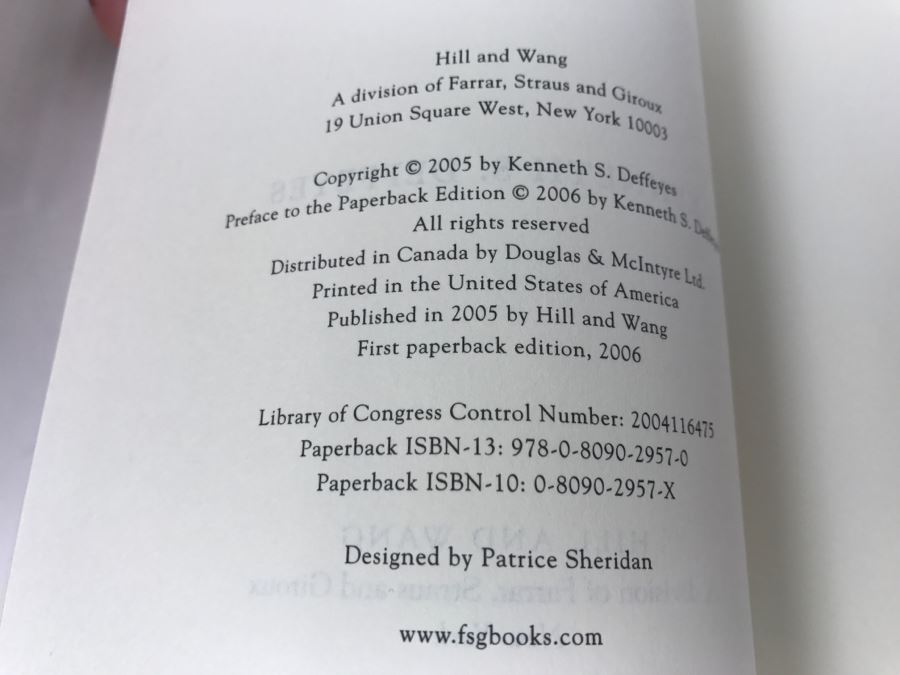 Hill and Wang
A division of Farrar, Straus and Giroux
19 Union Square West, New York 10003
Copyright © 2005 by Kenneth S. Deffeyes
Preface to the Paperback Edition © 2006 by Kenneth S. Deffeyes
All rights reserved
Distributed in Canada by Douglas & McIntyre Ltd.
Printed in the United States of America
Published in 2005 by Hill and Wang
First paperback edition, 2006
Library of Congress Control Number: 2004116475
Paperback ISBN-13: 978-0-8090-2957-0
Paperback ISBN-10: 0-8090-2957-X
Designed by Patrice Sheridan
www.fsgbooks.com